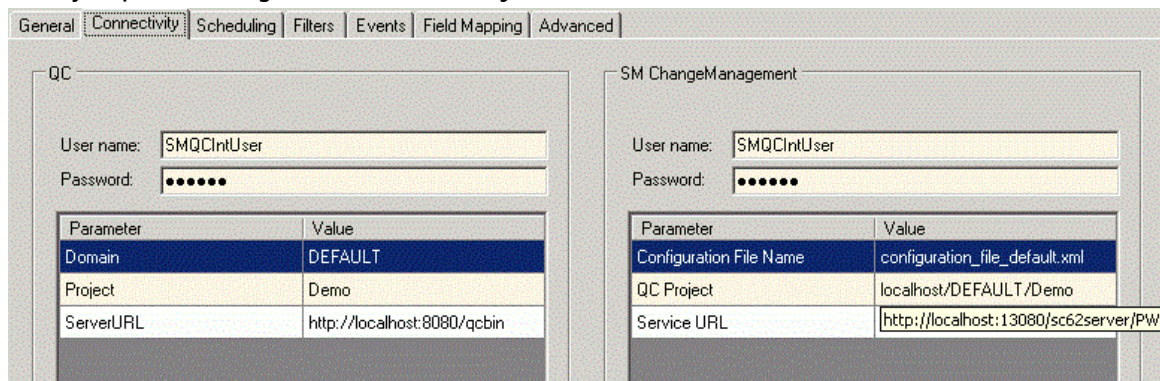 General Connectivity Scheduling Filters Events Field Mapping Advanced
QC
User name: SMQCIntUser
Password: ●●●●●●
Parameter Value
Domain DEFAULT
Project Demo
ServerURL http://localhost:8080/qcbin
SM ChangeManagement
User name: SMQCIntUser
Password: ●●●●●●
Parameter Value
Configuration File Name configuration_file_default.xml
QC Project localhost/DEFAULT/Demo
Service URL http://localhost:13080/sc62server/PW